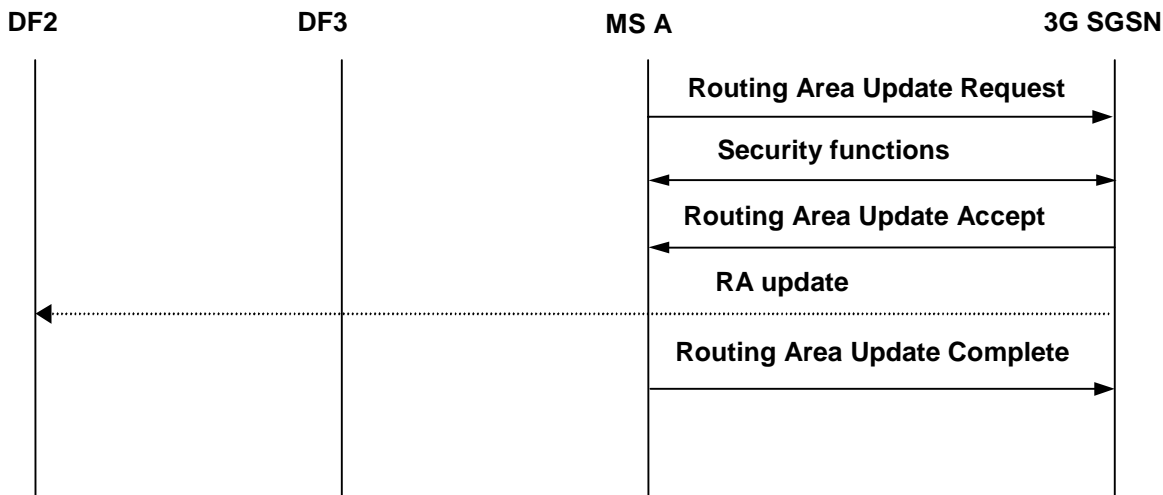 DF2 DF3 MS A 3G SGSN
Routing Area Update Request
Security functions
Routing Area Update Accept
RA update
Routing Area Update Complete